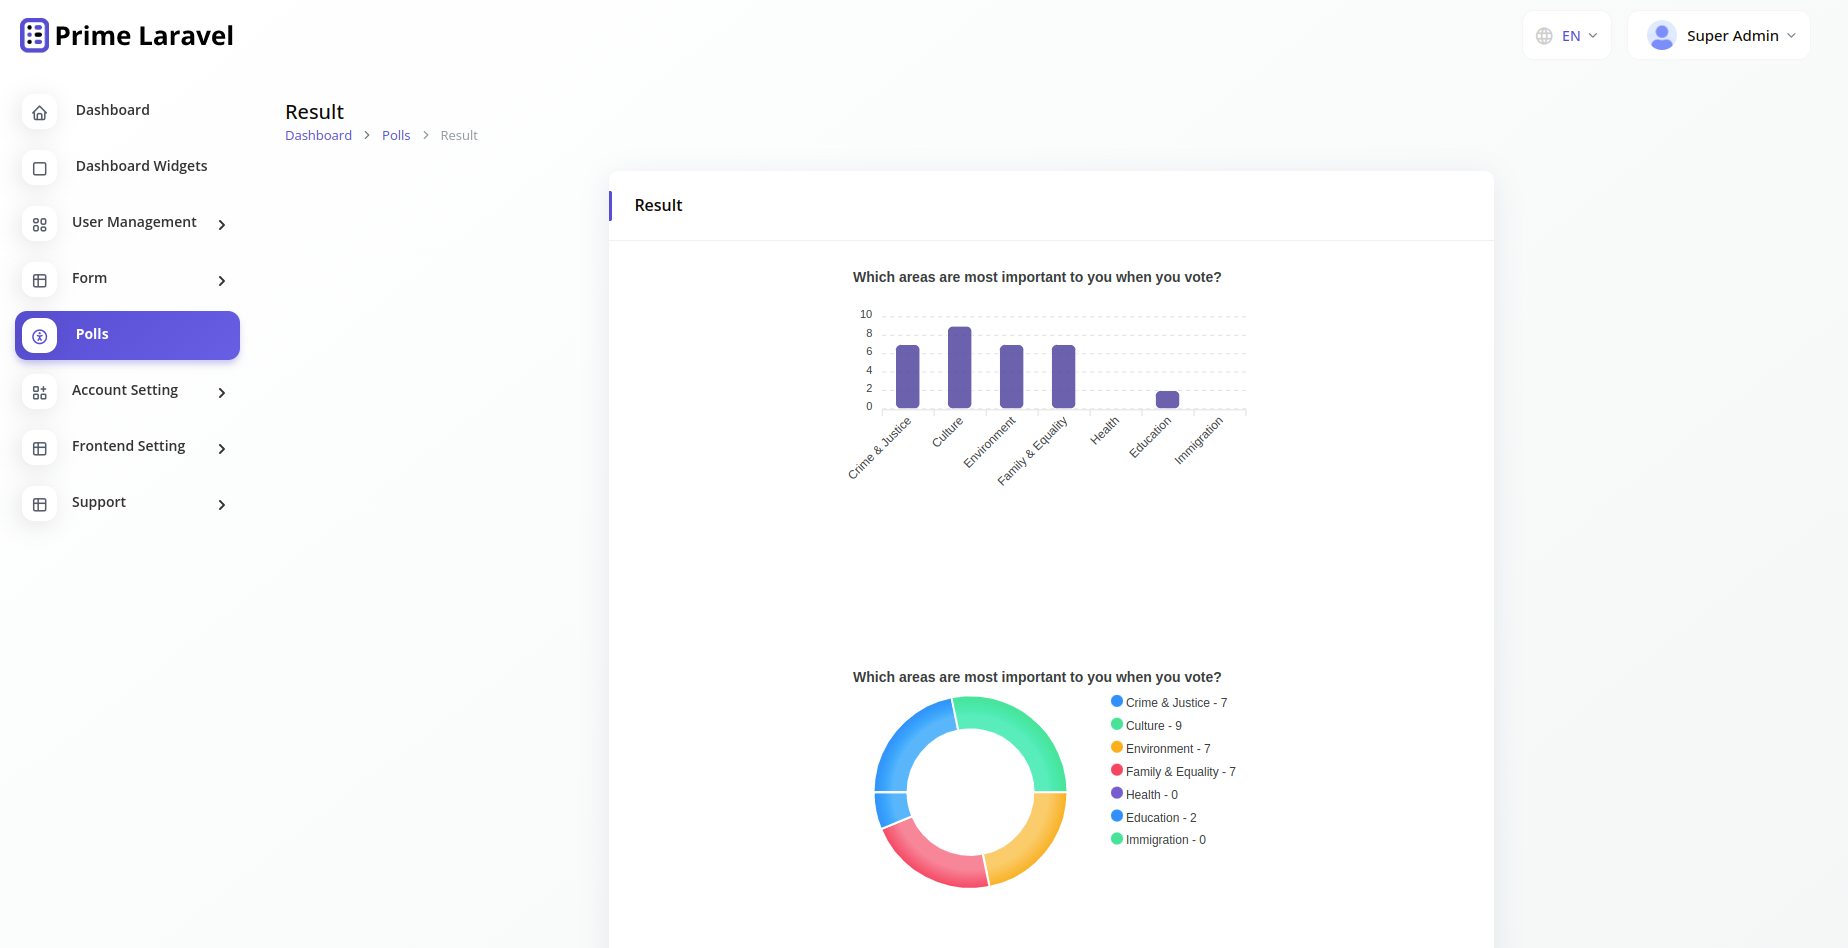 Prime Laravel
EN
Super Admin
Dashboard
Dashboard Widgets
User Management
Form
Polls
Account Setting
Frontend Setting
Support
Result
Dashboard > Polls > Result
Result
Which areas are most important to you when you vote?
10
8
6
4
2
0
Crime & Justice
Culture
Environment
Family & Equality
Health
Education
Immigration
Which areas are most important to you when you vote?
Crime & Justice - 7
Culture - 9
Environment - 7
Family & Equality - 7
Health - 0
Education - 2
Immigration - 0